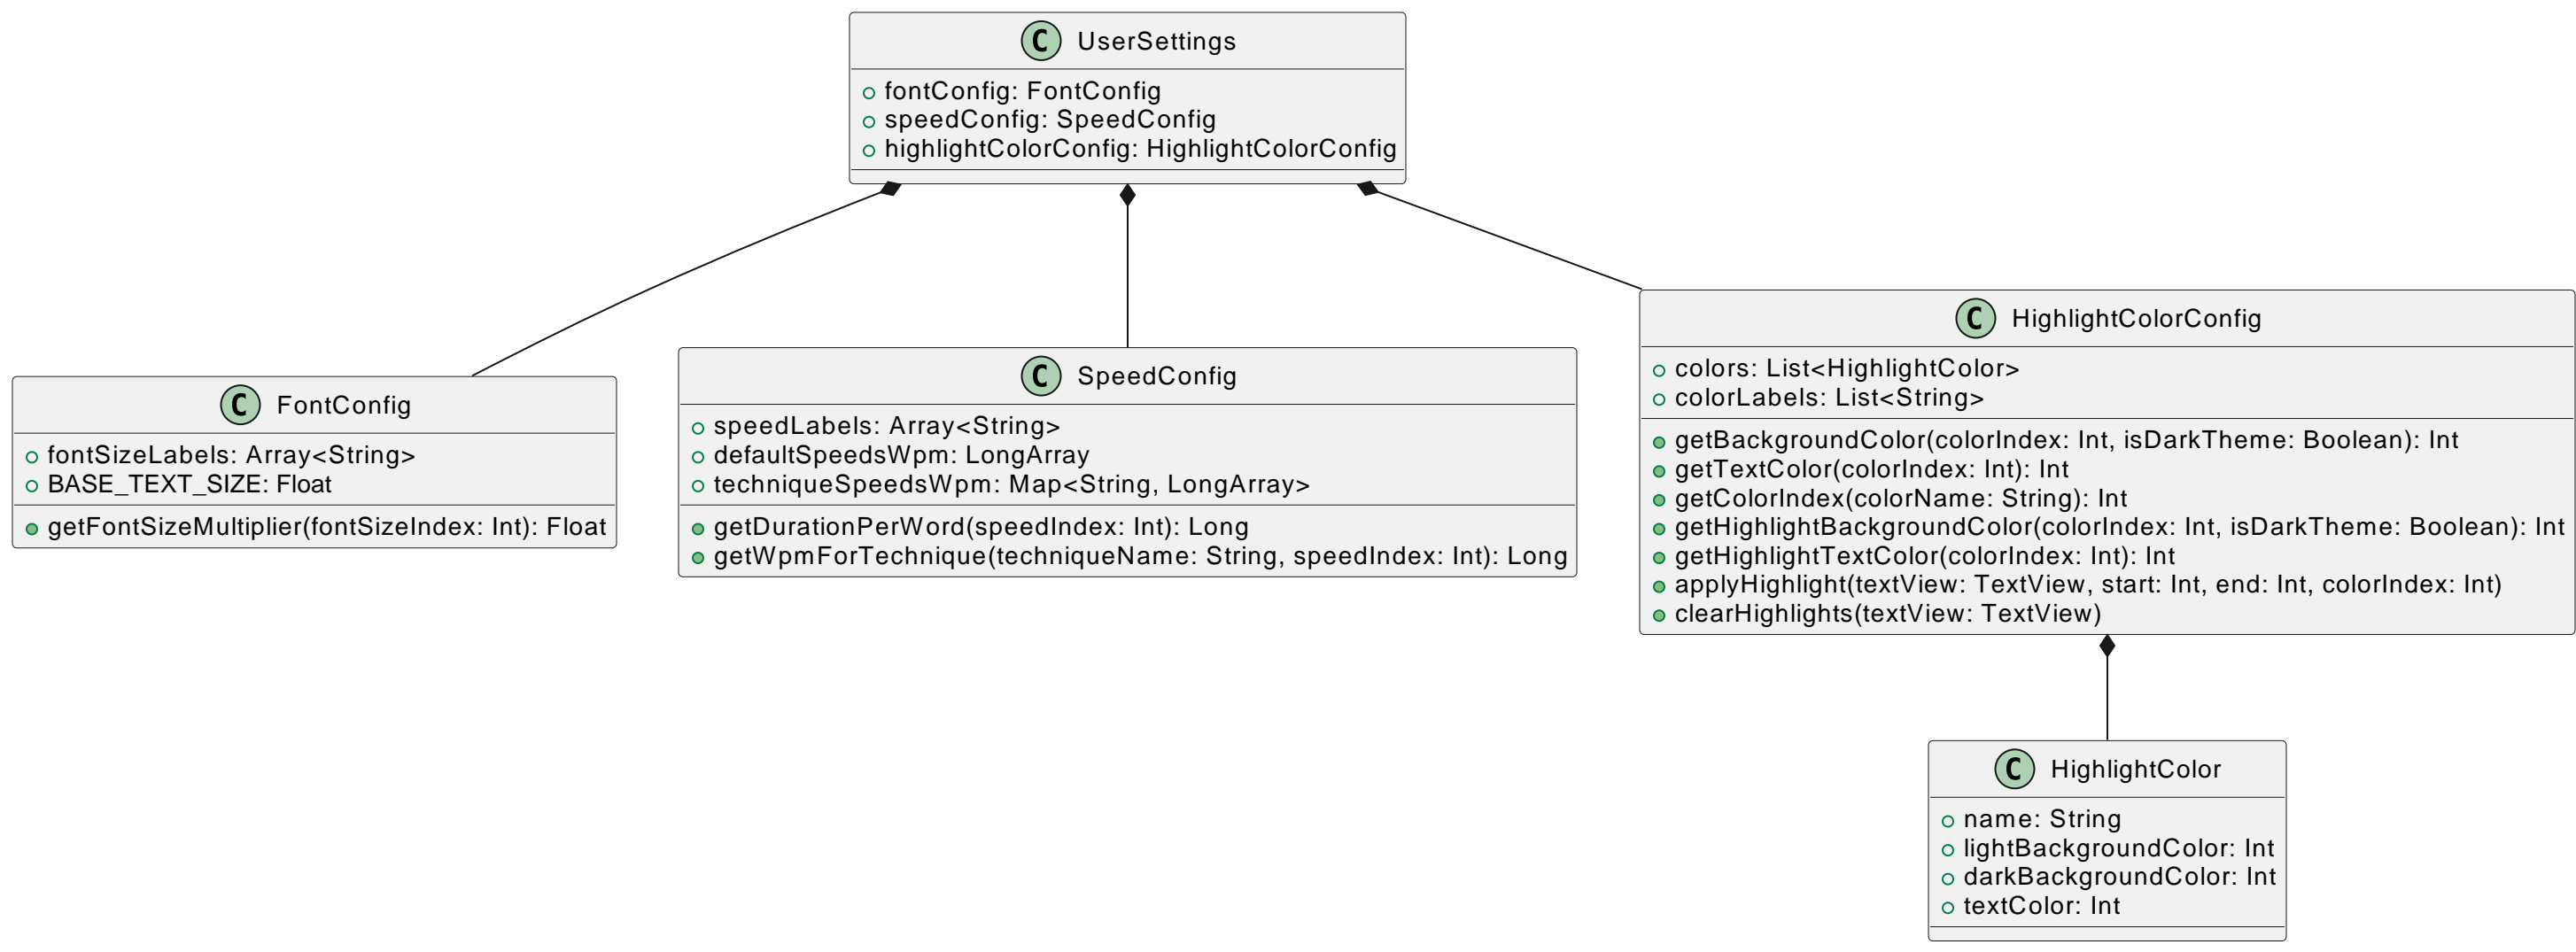 C UserSettings
fontConfig: FontConfig
speedConfig: SpeedConfig
highlightColorConfig: HighlightColorConfig
C FontConfig
fontSizeLabels: Array<String>
BASE_TEXT_SIZE: Float
getFontSizeMultiplier(fontSizeIndex: Int): Float
C SpeedConfig
speedLabels: Array<String>
defaultSpeedsWpm: LongArray
techniqueSpeedsWpm: Map<String, LongArray>
getDurationPerWord(speedIndex: Int): Long
getWpmForTechnique(techniqueName: String, speedIndex: Int): Long
C HighlightColorConfig
colors: List<HighlightColor>
colorLabels: List<String>
getBackgroundColor(colorIndex: Int, isDarkTheme: Boolean): Int
getTextColor(colorIndex: Int): Int
getColorIndex(colorName: String): Int
getHighlightBackgroundColor(colorIndex: Int, isDarkTheme: Boolean): Int
getHighlightTextColor(colorIndex: Int): Int
applyHighlight(textView: TextView, start: Int, end: Int, colorIndex: Int)
clearHighlights(textView: TextView)
C HighlightColor
name: String
lightBackgroundColor: Int
darkBackgroundColor: Int
textColor: Int